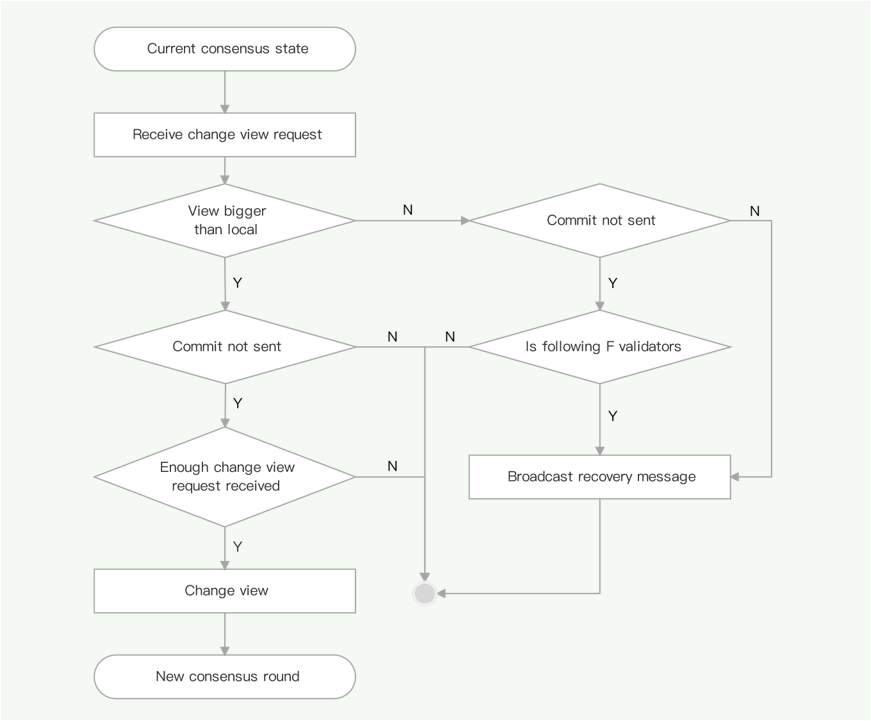 Current consensus state
Receive change view request
View bigger
than local
N
Commit not sent
N
Y
Y
Commit not sent
N
N
Is following F validators
Y
Y
Enough change view
request received
N
Broadcast recovery message
Y
Change view
New consensus round